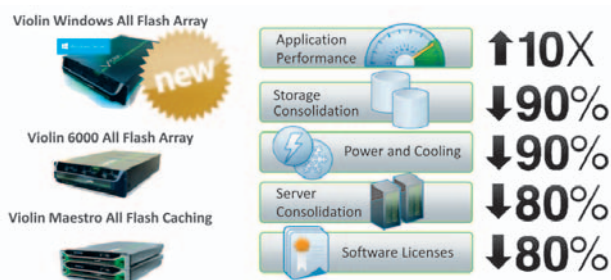 Violin Windows All Flash Array
new
Violin 6000 All Flash Array
Violin Maestro All Flash Caching
Application
Performance
10X
Storage
Consolidation
90%
Power and Cooling
90%
Server
Consolidation
80%
Software Licenses
80%